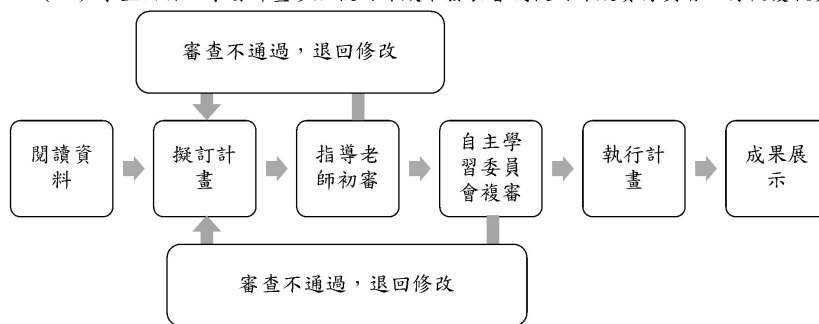 審查不通過，退回修改
閱讀資
料
擬訂計
畫
指導老
師初審
自主學
習委員
會複審
執行計
畫
成果展
示
審查不通過，退回修改